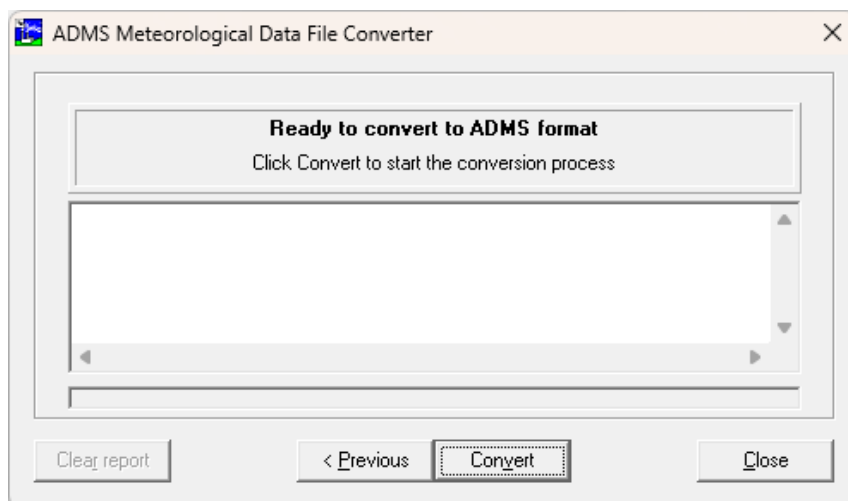 ADMS Meteorological Data File Converter
Ready to convert to ADMS format
Click Convert to start the conversion process
Clear report
< Previous
Convert
Close